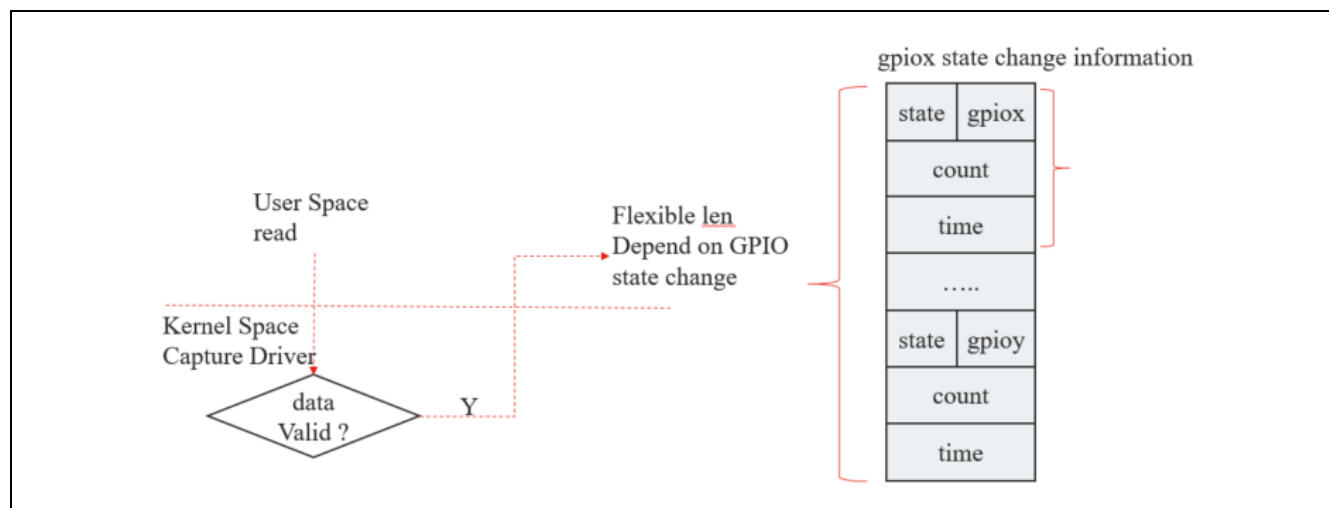 gpiox state change information
state gpiox
count
time
User Space
read
Flexible len
Depend on GPIO
state change
…..
Kernel Space
Capture Driver
state gpioy
data
Valid ?
Y
count
time